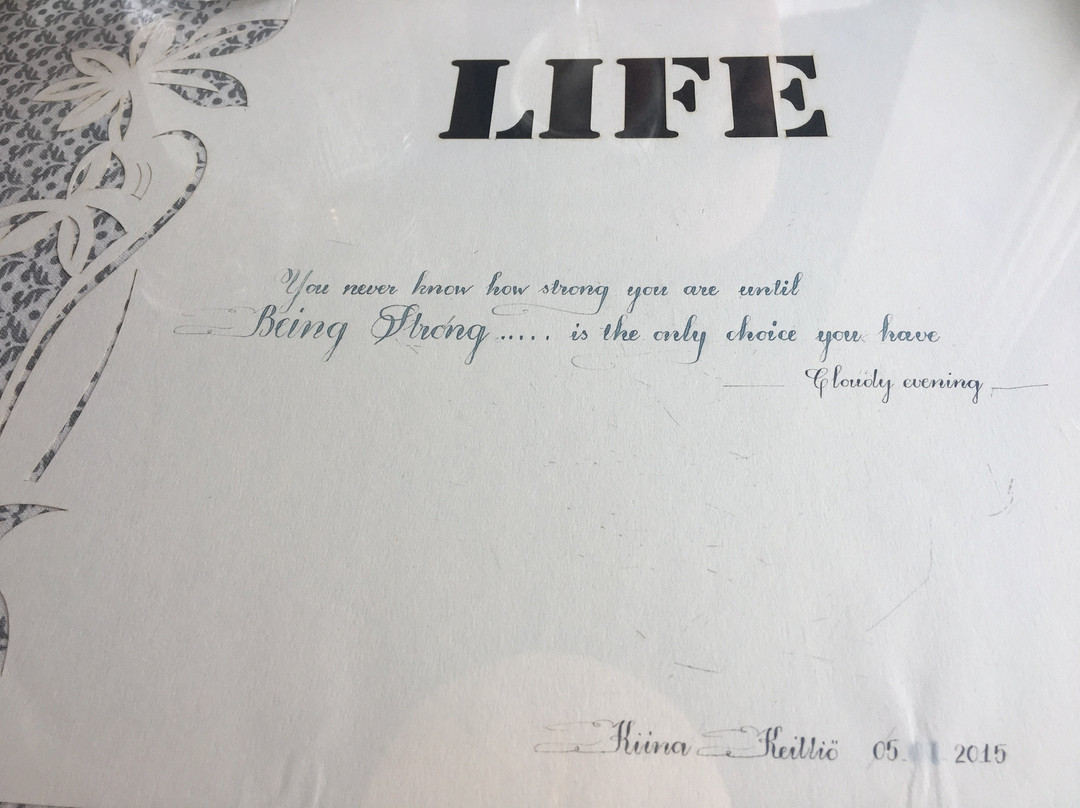 LIFE
You never know how strong you are until
Being Strong..... is the only choice you have
Cloudy evening
Kiina Keittiö 05. 2015